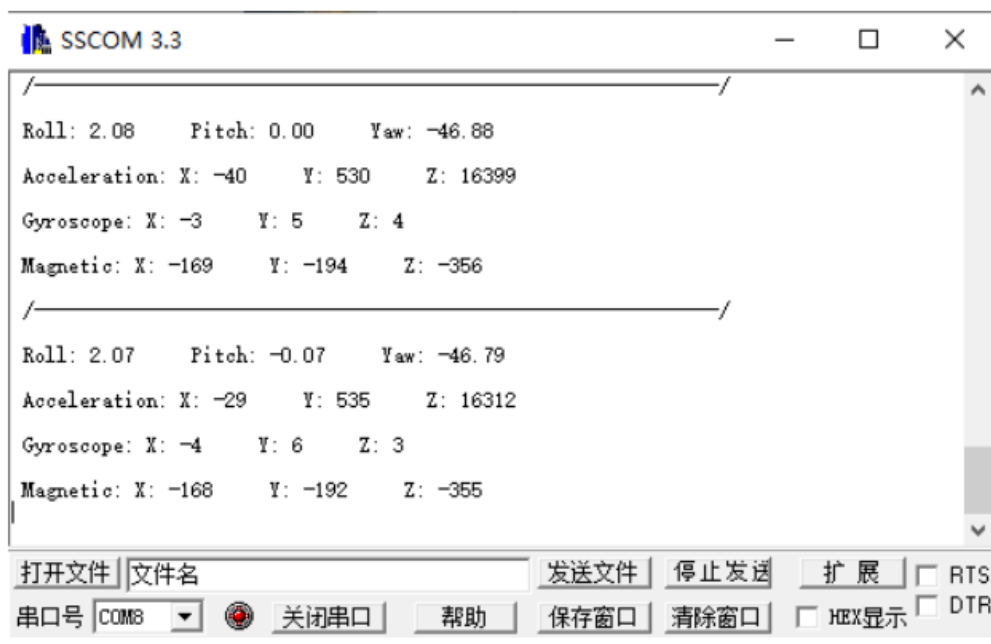 SSCOM 3.3
/————————————————————/
Roll: 2.08 Pitch: 0.00 Yaw: -46.88
Acceleration: X: -40 Y: 530 Z: 16399
Gyroscope: X: -3 Y: 5 Z: 4
Magnetic: X: -169 Y: -194 Z: -356
/————————————————————/
Roll: 2.07 Pitch: -0.07 Yaw: -46.79
Acceleration: X: -29 Y: 535 Z: 16312
Gyroscope: X: -4 Y: 6 Z: 3
Magnetic: X: -168 Y: -192 Z: -355
打开文件 文件名 发送文件 停止发送 扩展 RTS
串口号 COM8 关闭串口 帮助 保存窗口 清除窗口 HEX显示 DTR